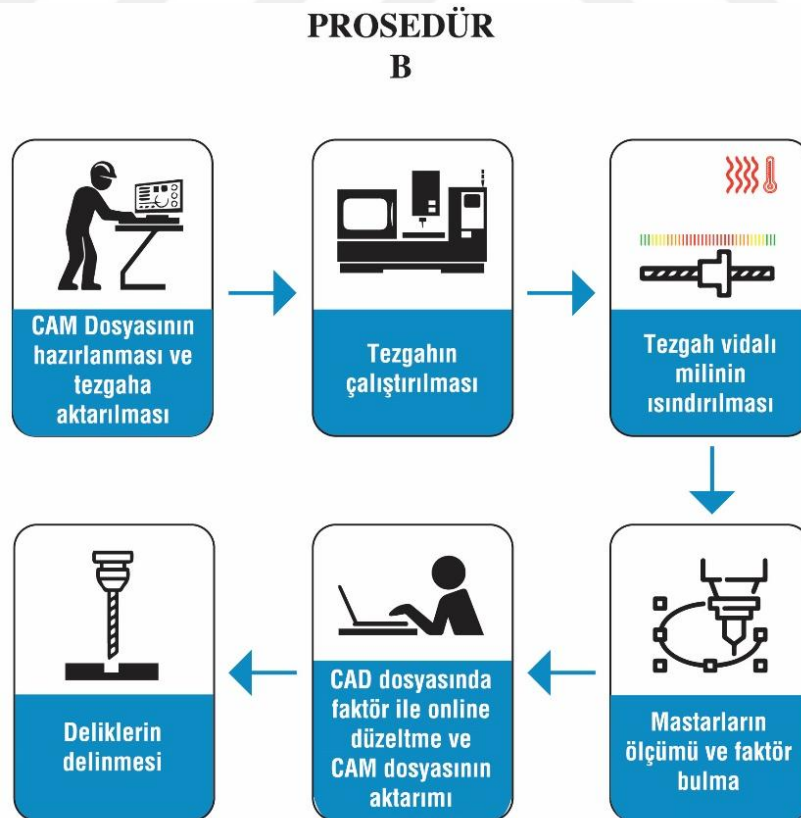 PROSEDÜR
B
CAM Dosyasının
hazırlanması ve
tezgaha
aktarılması
Tezgahın
çalıştırılması
Tezgah vidalı
milinin
ısındırılması
Mastarların
ölçümü ve faktör
bulma
CAD dosyasında
faktör ile online
düzeltme ve
CAM dosyasının
aktarımı
Deliklerin
delinmesi